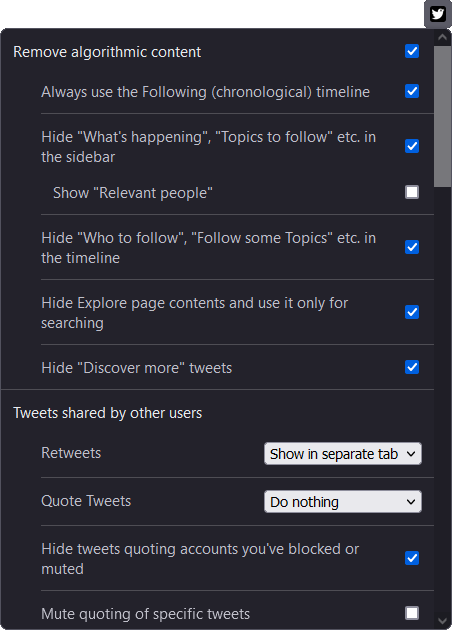 Remove algorithmic content
Always use the Following (chronological) timeline
Hide "What's happening", "Topics to follow" etc. in
the sidebar
Show "Relevant people"
Hide "Who to follow", "Follow some Topics" etc. in
the timeline
Hide Explore page contents and use it only for
searching
Hide "Discover more" tweets
Tweets shared by other users
Retweets Show in separate tab
Quote Tweets Do nothing
Hide tweets quoting accounts you've blocked or
muted
Mute quoting of specific tweets